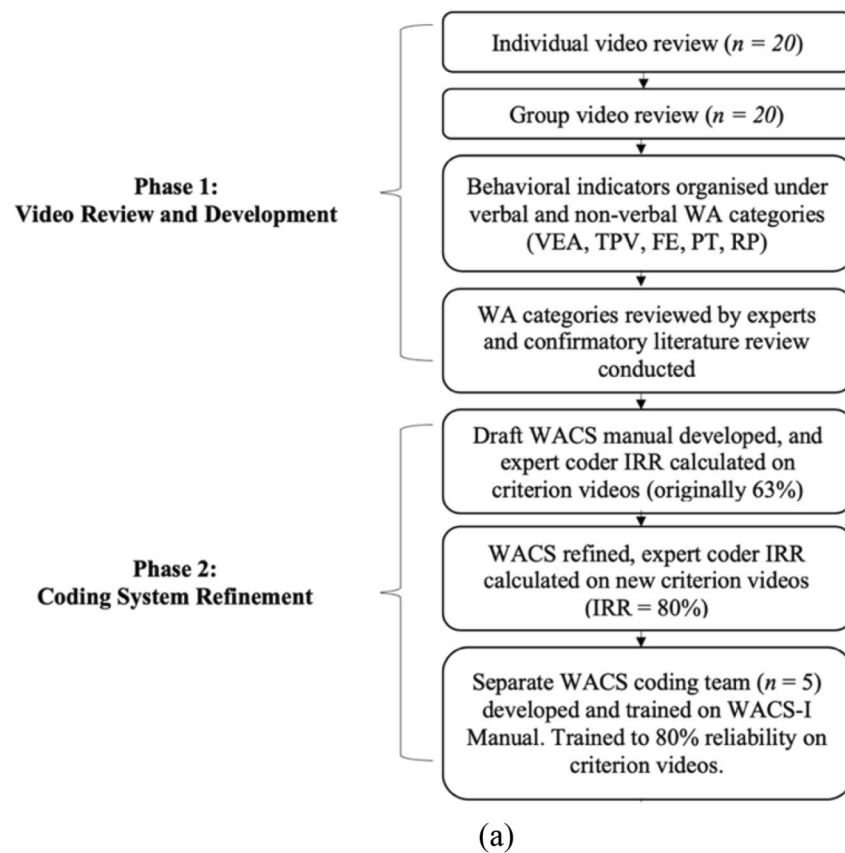 Individual video review (n = 20)
Group video review (n = 20)
Phase 1:
Video Review and Development
Behavioral indicators organised under
verbal and non-verbal WA categories
(VEA, TPV, FE, PT, RP)
WA categories reviewed by experts
and confirmatory literature review
conducted
Draft WACS manual developed, and
expert coder IRR calculated on
criterion videos (originally 63%)
Phase 2:
Coding System Refinement
WACS refined, expert coder IRR
calculated on new criterion videos
(IRR = 80%)
Separate WACS coding team (n = 5)
developed and trained on WACS-I
Manual. Trained to 80% reliability on
criterion videos.
(a)